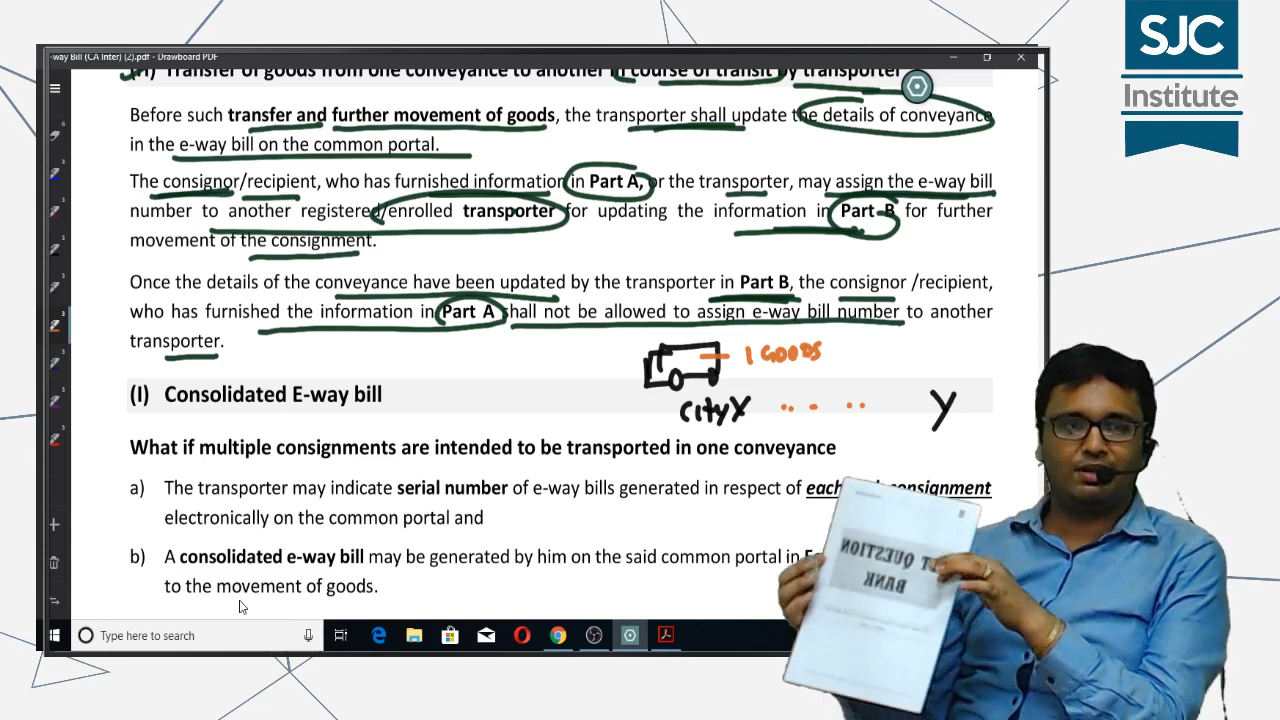 -way Bill (CA Inter) (2).pdf - Drawboard PDF
SJC
Institute
Transfer of goods from one conveyance to another in course of transit by transporter
Before such transfer and further movement of goods, the transporter shall update the details of conveyance
in the e-way bill on the common portal.
The consignor/recipient, who has furnished information in Part A, or the transporter, may assign the e-way bill
number to another registered/enrolled transporter for updating the information in Part B for further
movement of the consignment.
Once the details of the conveyance have been updated by the transporter in Part B, the consignor /recipient,
who has furnished the information in Part A shall not be allowed to assign e-way bill number to another
transporter.
1 GOODS
(I) Consolidated E-way bill
City X
Y
What if multiple consignments are intended to be transported in one conveyance
a) The transporter may indicate serial number of e-way bills generated in respect of each consignment
electronically on the common portal and
b) A consolidated e-way bill may be generated by him on the said common portal in
to the movement of goods.
QUESTION
BANK
Type here to search